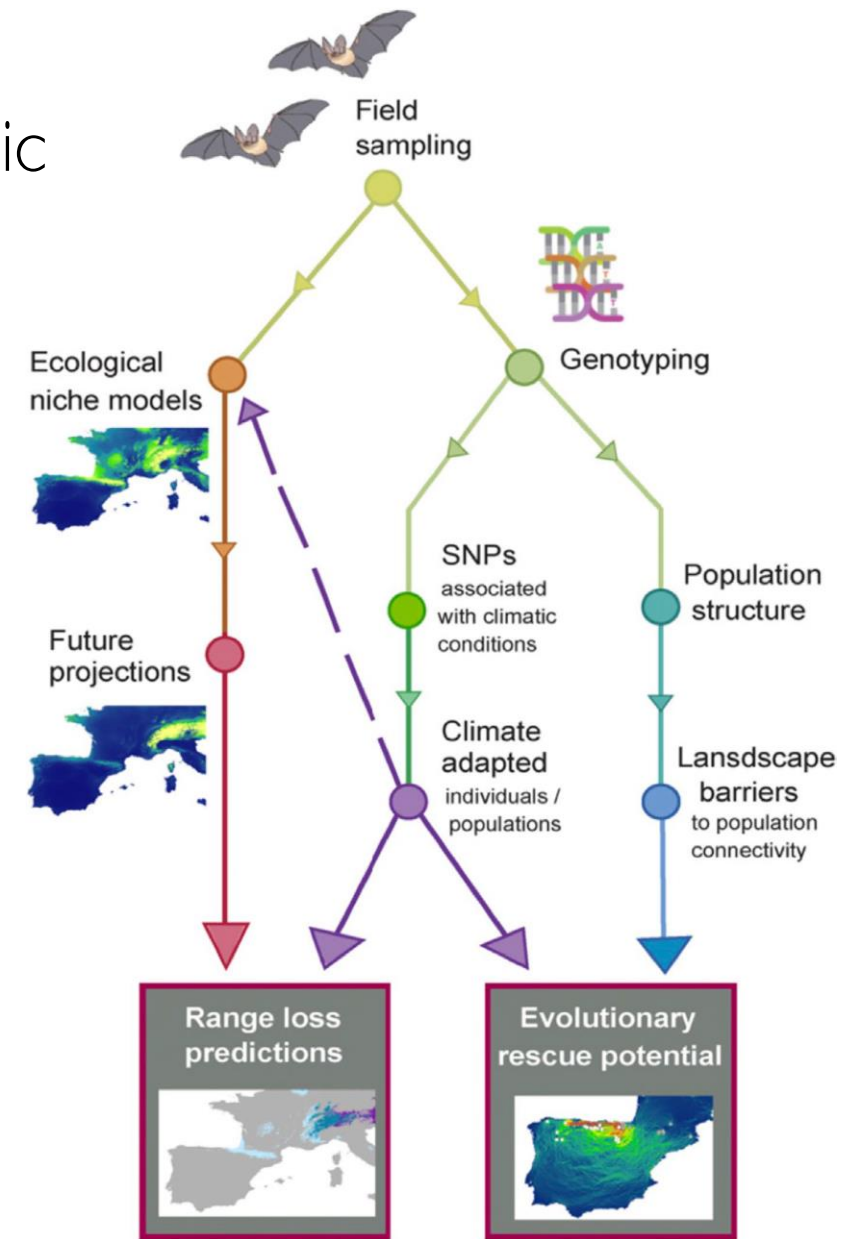 ic
Field
sampling
A
T
T
Genotyping
Ecological
niche models
SNPs
associated
with climatic
conditions
Population
structure
Future
projections
Climate
adapted
individuals /
populations
Lansdscape
barriers
to population
connectivity
Range loss
predictions
Evolutionary
rescue potential